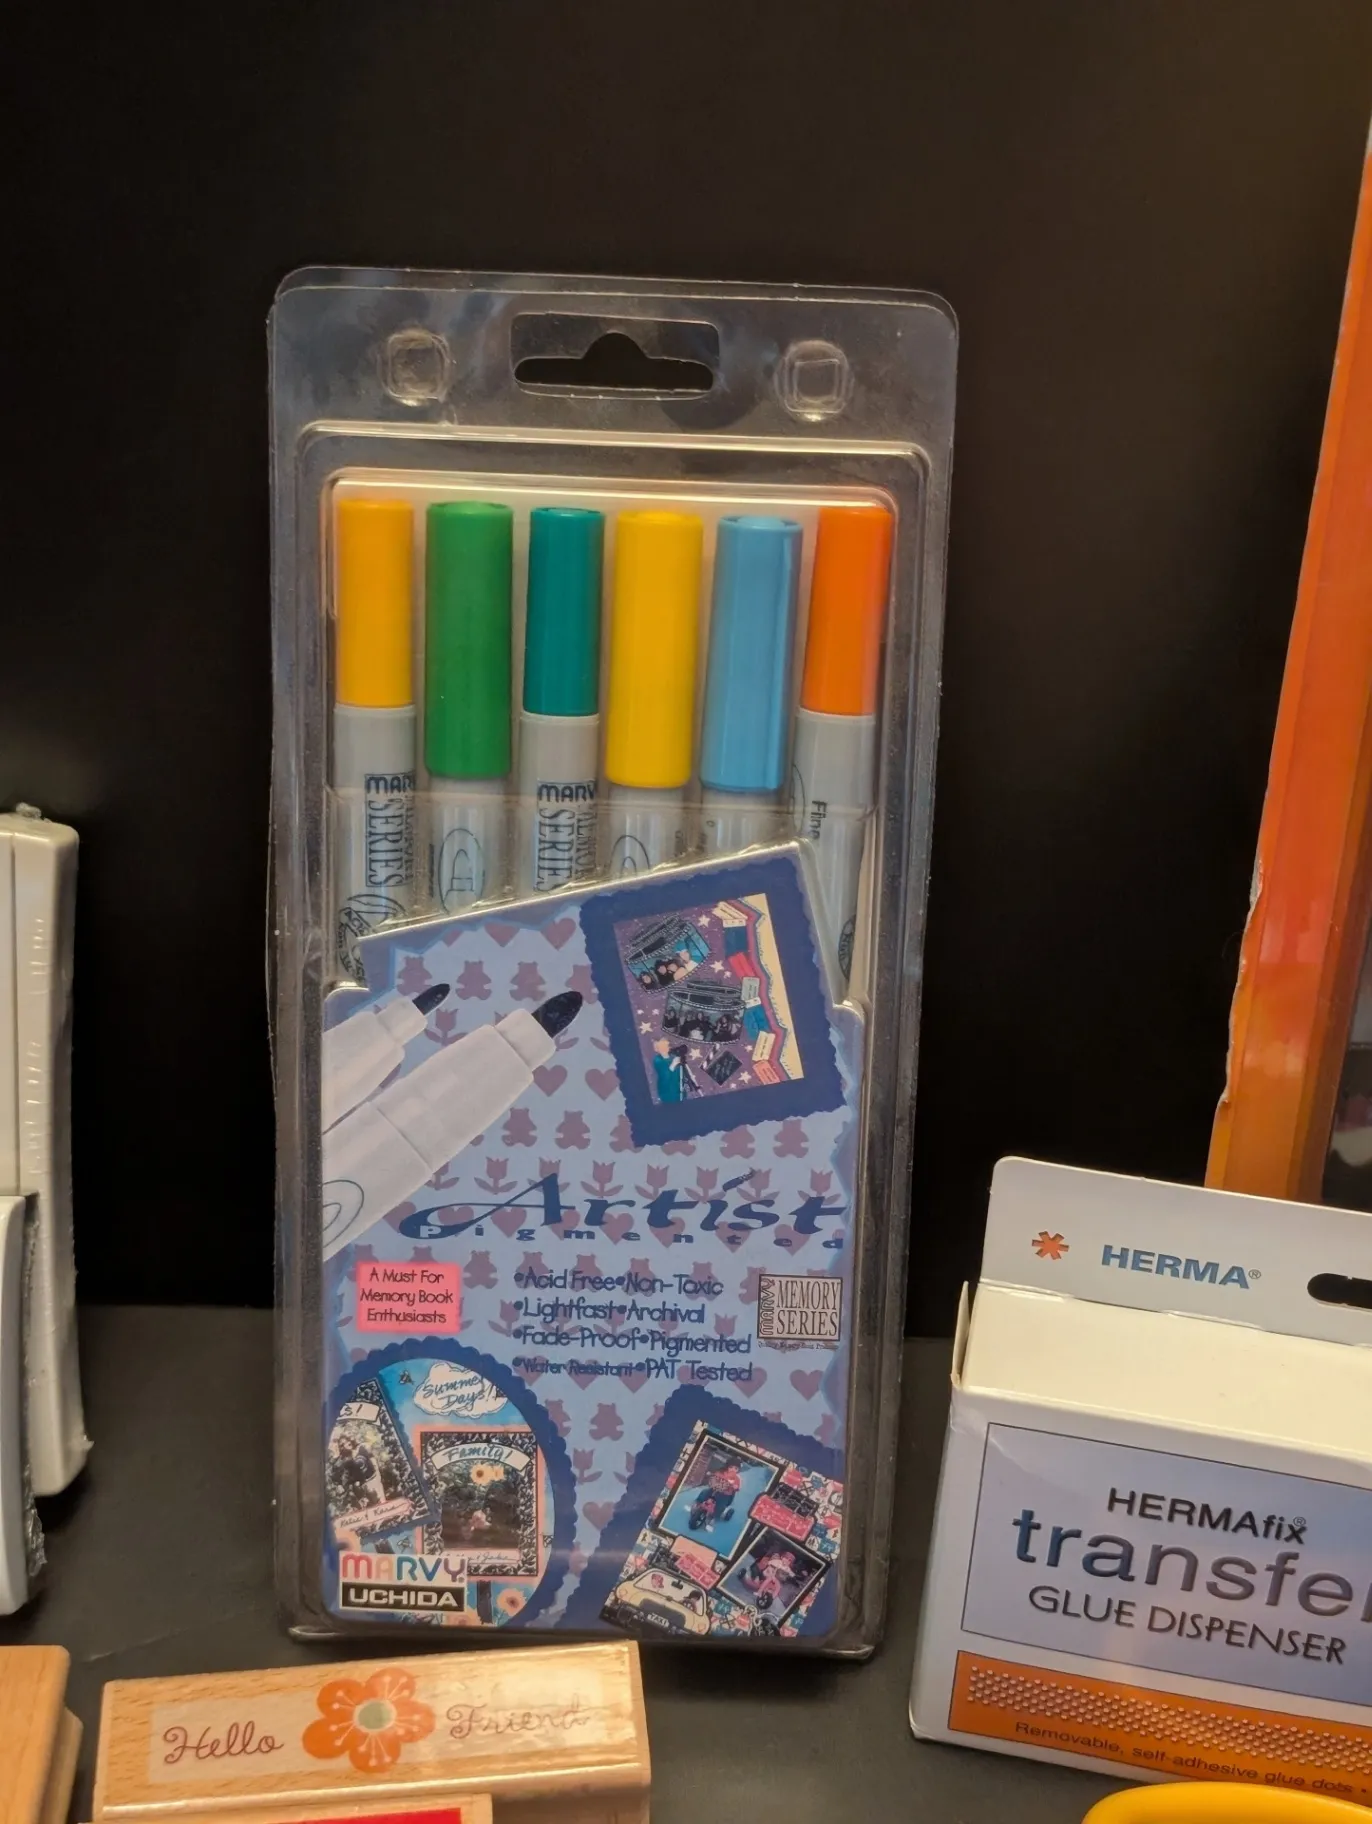 MARVY
SERIES
MARVY
SERIES
Fine
Artist
Pigmented
A Must For
Memory Book
Enthusiasts
•Acid Free•Non-Toxic
•Lightfast•Archival
•Fade-Proof•Pigmented
•Water Resistant•PAT Tested
MARVY
MEMORY
SERIES
Summer
Days!
Family!
TAXI
MARVY®
UCHIDA
HERMA®
HERMAfix®
transfe
GLUE DISPENSER
Removable, self-adhesive glue dots •
Hello Friend